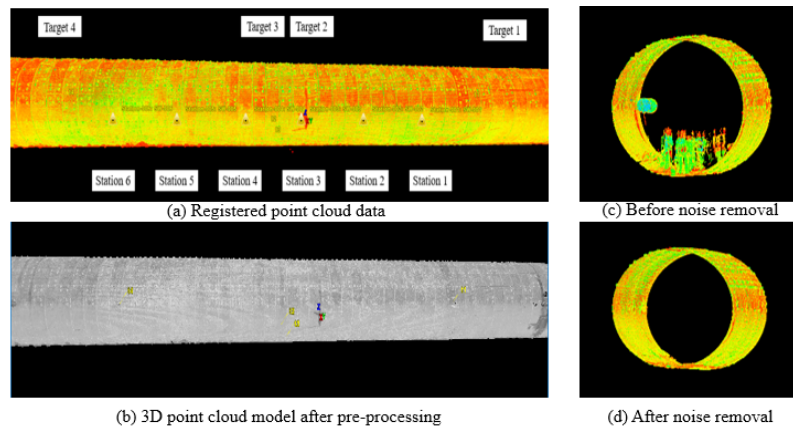 Target 4
Target 3
Target 2
Target 1
Station 6
Station 5
Station 4
Station 3
Station 2
Station 1
(a) Registered point cloud data
(c) Before noise removal
(b) 3D point cloud model after pre-processing
(d) After noise removal